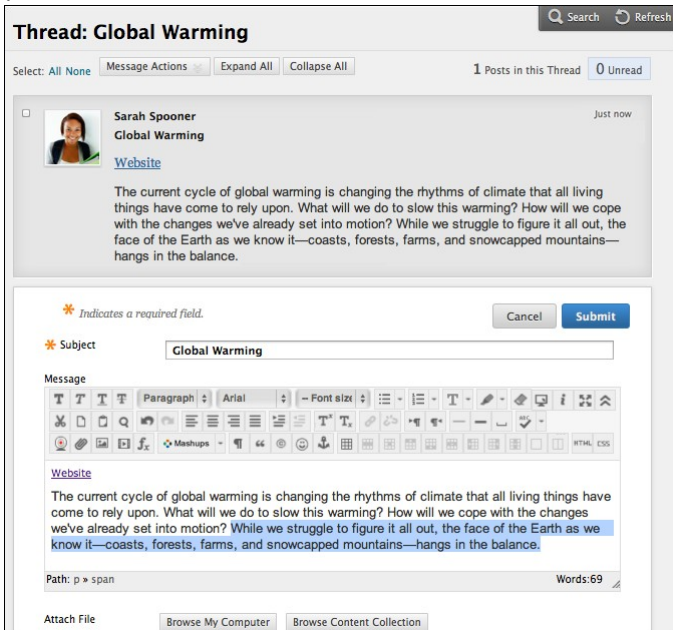 Search Refresh
Thread: Global Warming
Select: All None Message Actions Expand All Collapse All 1 Posts in this Thread 0 Unread
Sarah Spooner Just now
Global Warming
Website
The current cycle of global warming is changing the rhythms of climate that all living
things have come to rely upon. What will we do to slow this warming? How will we cope
with the changes we've already set into motion? While we struggle to figure it all out, the
face of the Earth as we know it—coasts, forests, farms, and snowcapped mountains—
hangs in the balance.
* Indicates a required field. Cancel Submit
* Subject Global Warming
Message
T T T T Paragraph Arial – Font size T i
T² Tₓ ¶ ¶ ABC
fx Mashups ¶ “ © HTML CSS
Website
The current cycle of global warming is changing the rhythms of climate that all living things have
come to rely upon. What will we do to slow this warming? How will we cope with the changes
we've already set into motion? While we struggle to figure it all out, the face of the Earth as we
know it—coasts, forests, farms, and snowcapped mountains—hangs in the balance.
Path: p » span Words:69
Attach File Browse My Computer Browse Content Collection